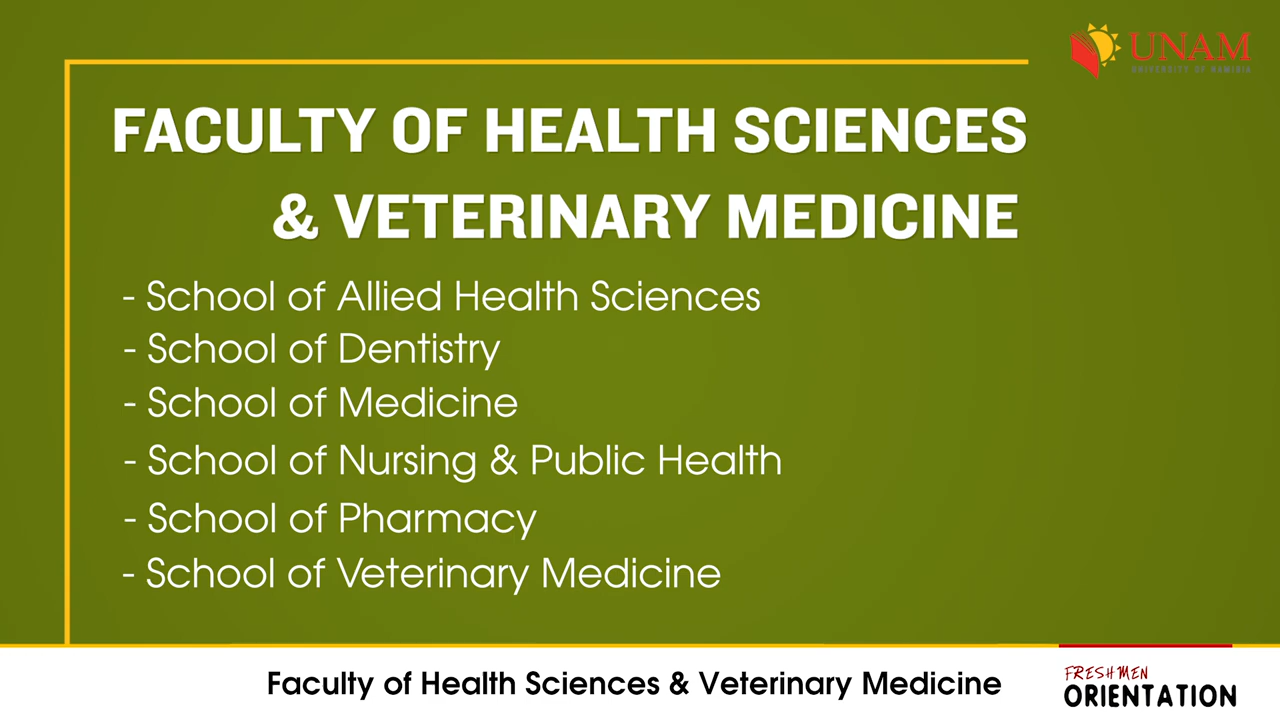 UNAM
UNIVERSITY OF NAMIBIA
FACULTY OF HEALTH SCIENCES
& VETERINARY MEDICINE
- School of Allied Health Sciences
- School of Dentistry
- School of Medicine
- School of Nursing & Public Health
- School of Pharmacy
- School of Veterinary Medicine
Faculty of Health Sciences & Veterinary Medicine
FRESHMEN
ORIENTATION